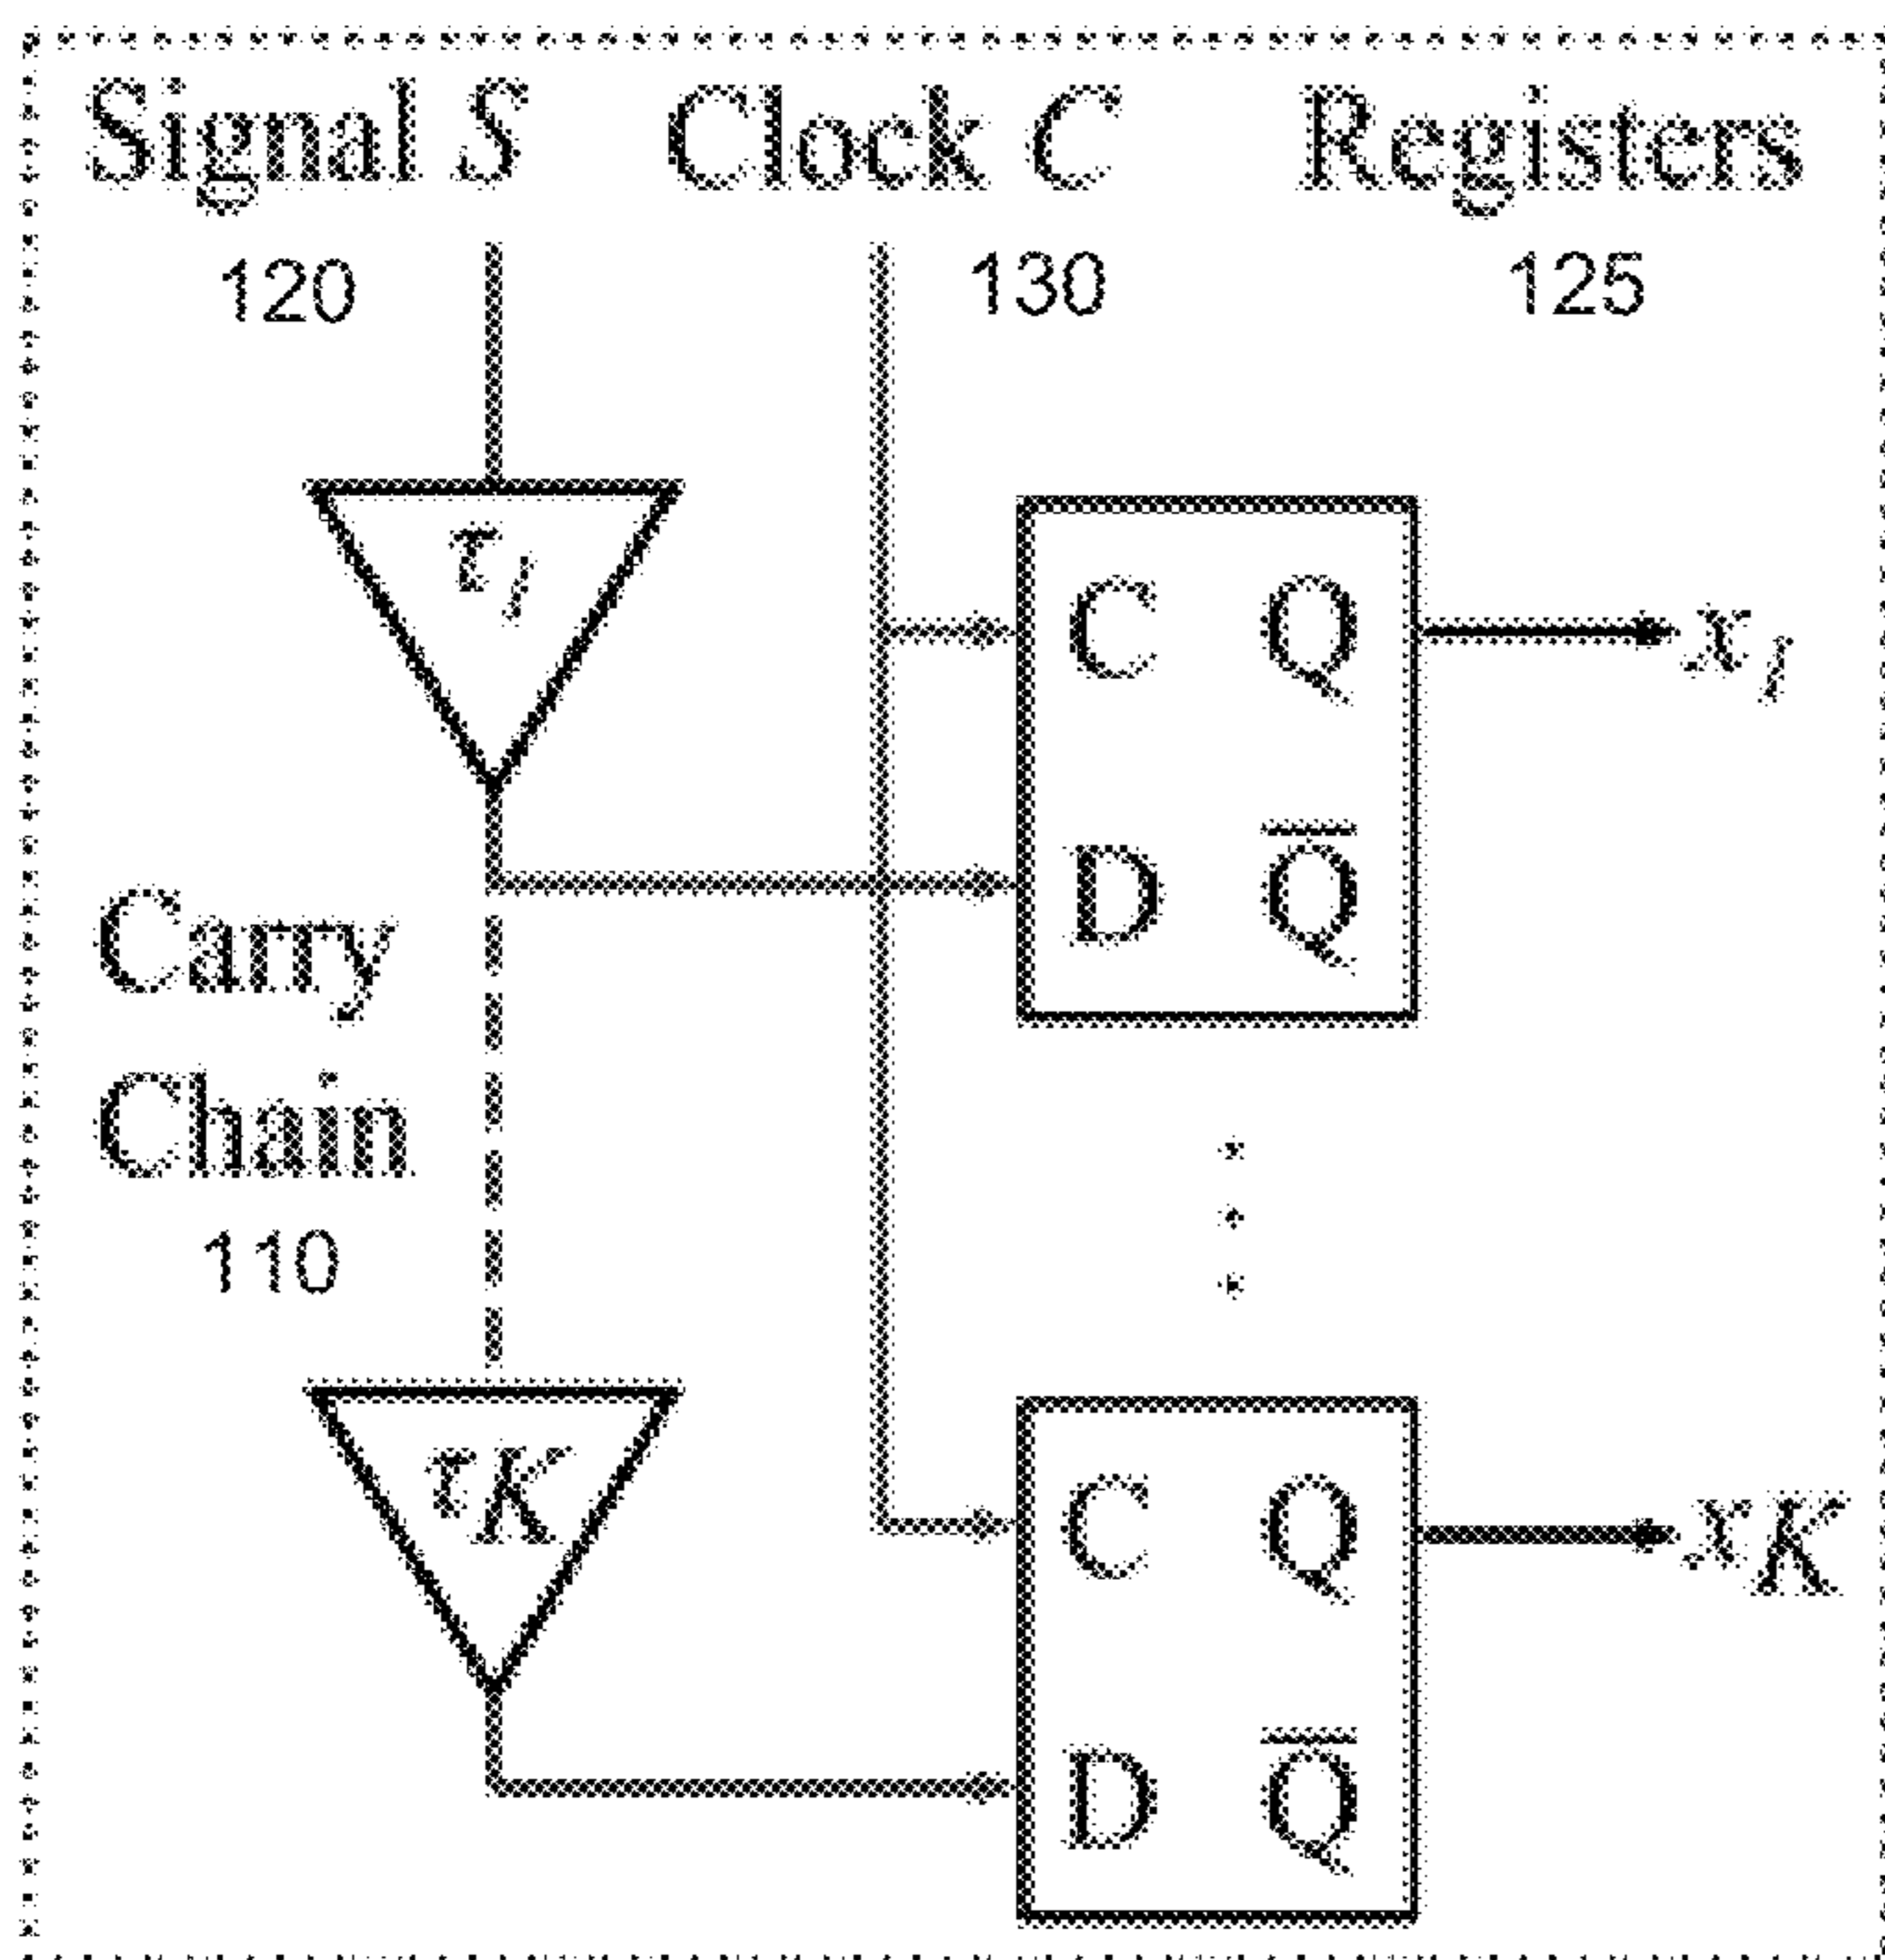 Signal S Clock C Registers
120 130 125
τ1
C Q x1
D Q̅
Carry
Chain
110
τK
C Q xK
D Q̅